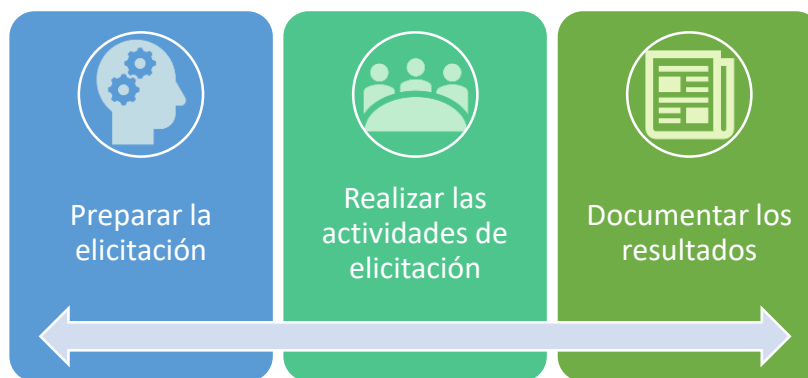 Preparar la
elicitación
Realizar las
actividades de
elicitación
Documentar los
resultados